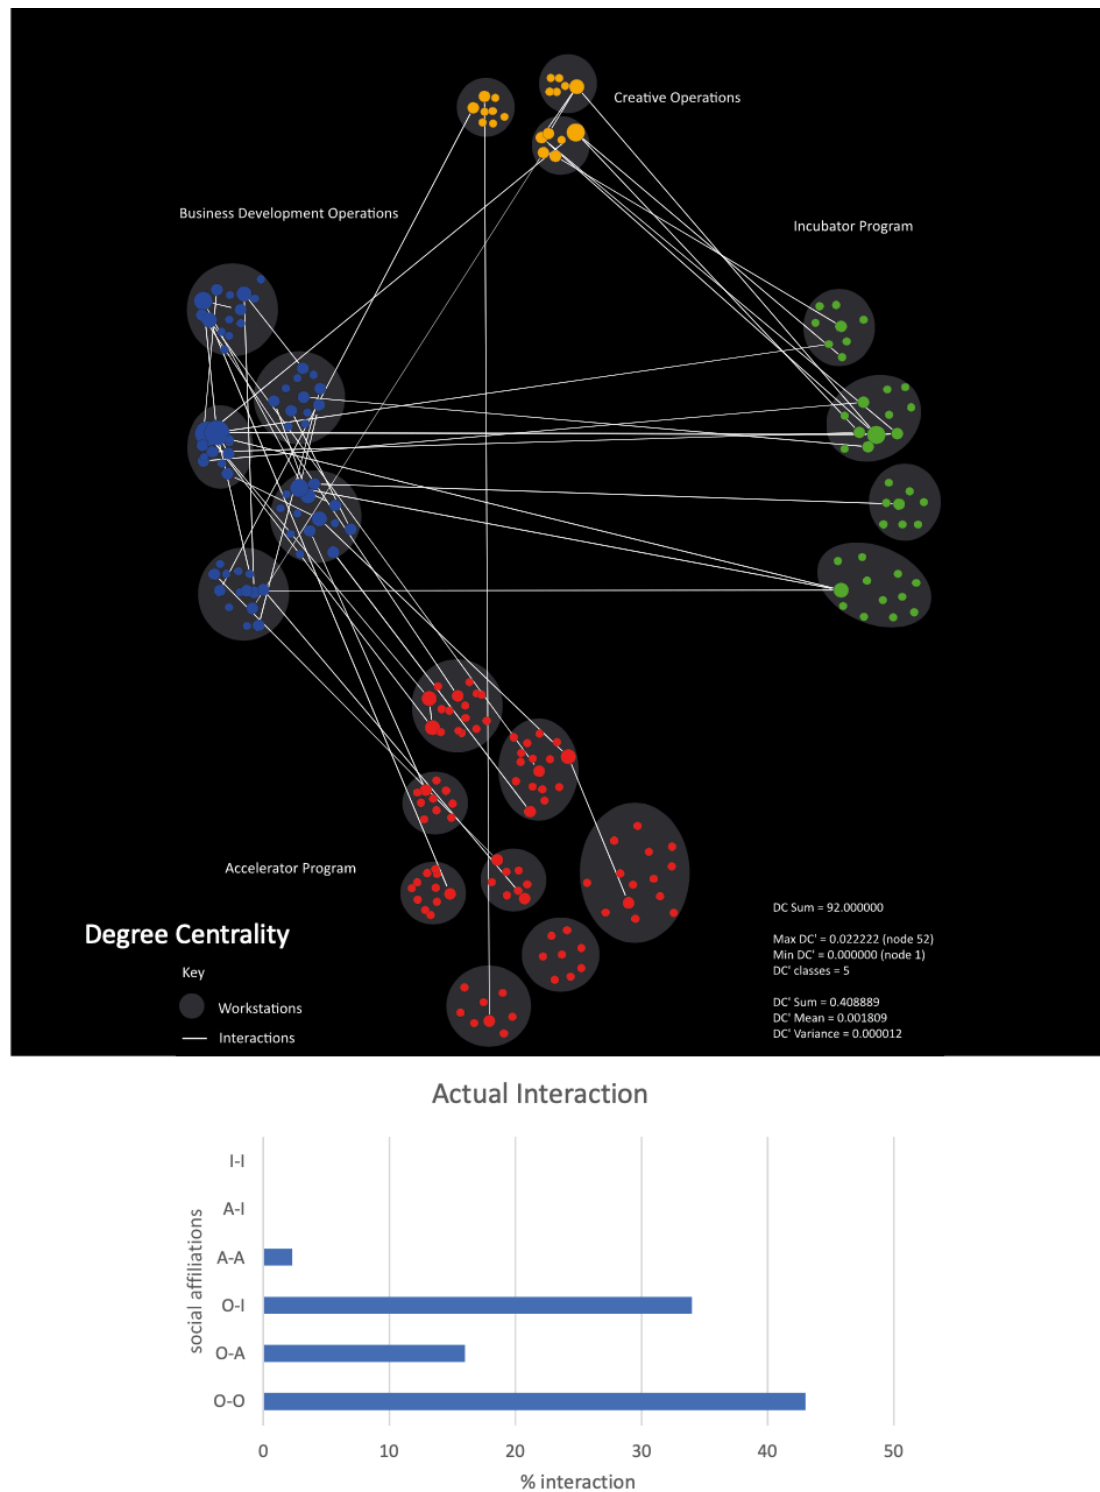 Creative Operations
Business Development Operations
Incubator Program
Accelerator Program
Degree Centrality
Key
Workstations
Interactions
DC Sum = 92.000000
Max DC' = 0.022222 (node 52)
Min DC' = 0.000000 (node 1)
DC' classes = 5
DC' Sum = 0.408889
DC' Mean = 0.001809
DC' Variance = 0.000012
Actual Interaction
social affiliations
I-I
A-I
A-A
O-I
O-A
O-O
0 10 20 30 40 50
% interaction